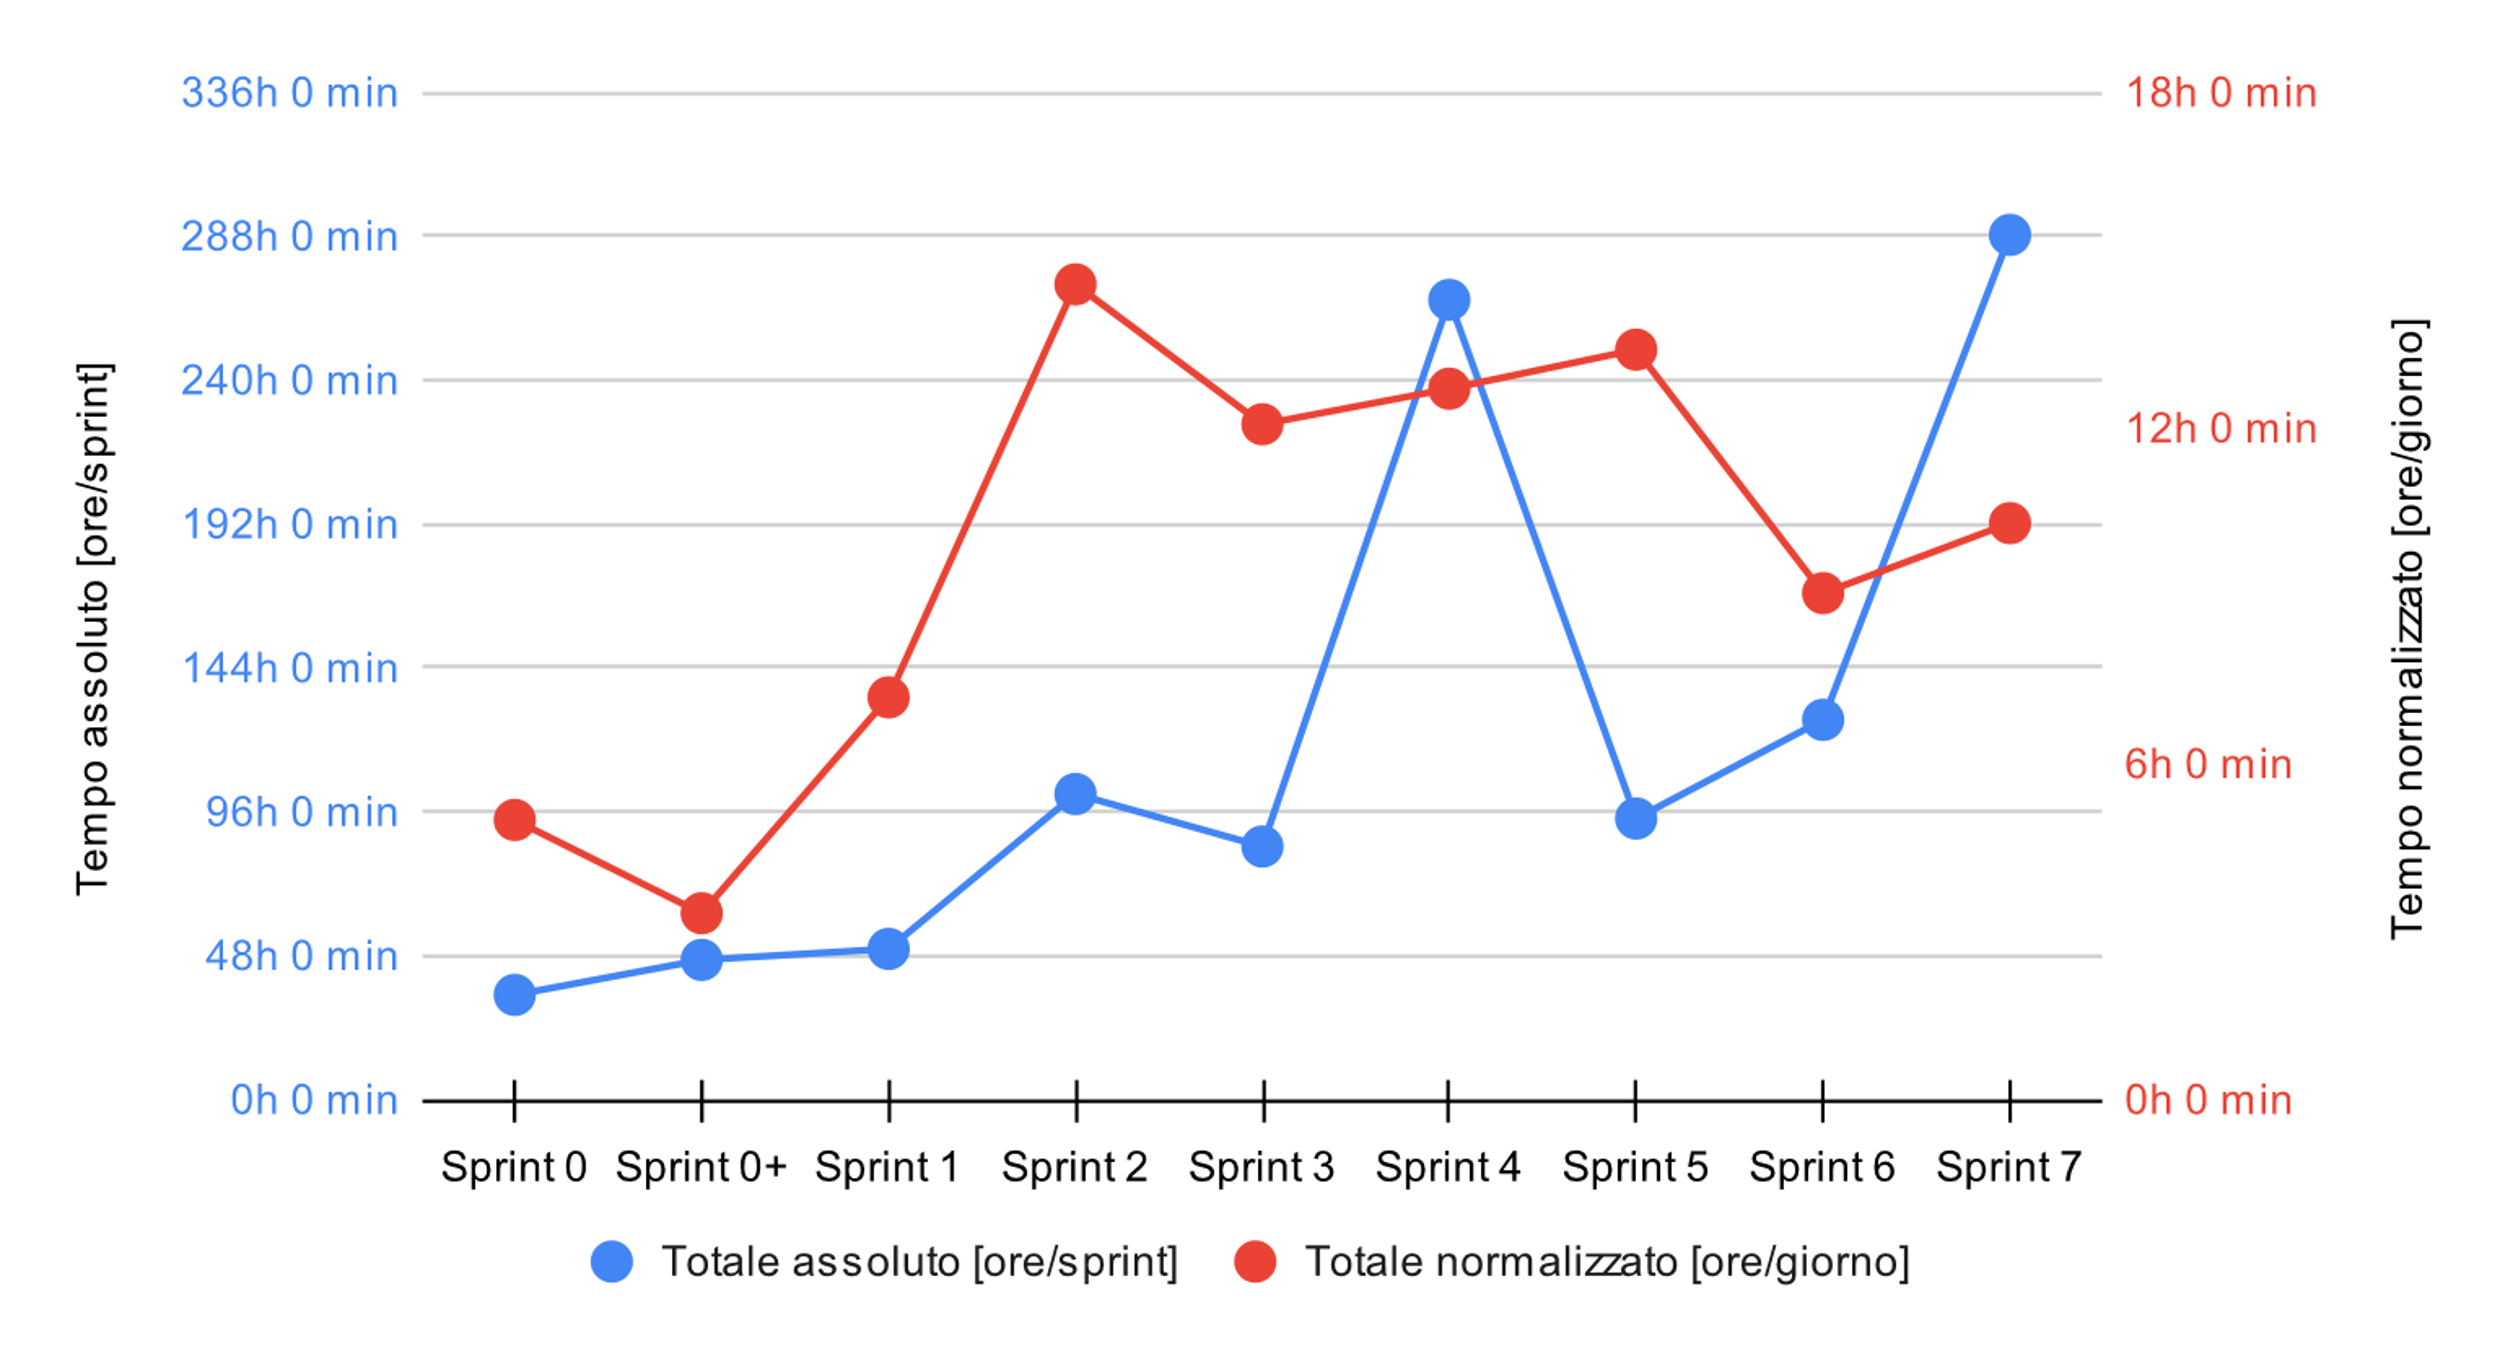 336h 0 min
18h 0 min
288h 0 min
240h 0 min
12h 0 min
192h 0 min
144h 0 min
6h 0 min
96h 0 min
48h 0 min
0h 0 min
0h 0 min
Tempo assoluto [ore/sprint]
Tempo normalizzato [ore/giorno]
Sprint 0 Sprint 0+ Sprint 1 Sprint 2 Sprint 3 Sprint 4 Sprint 5 Sprint 6 Sprint 7
Totale assoluto [ore/sprint] Totale normalizzato [ore/giorno]